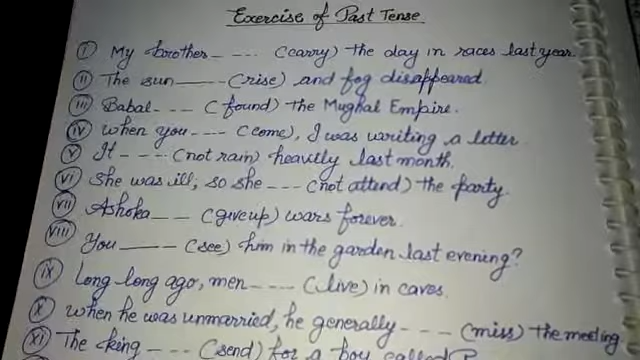 Exercise of Past Tense
(i) My brother ---- (carry) the day in races last year.
(ii) The sun ____ (rise) and fog disappeared.
(iii) Babal --- (found) the Mughal Empire.
(iv) When you --- (come), I was writing a letter.
(v) It ---- (not rain) heavily last month.
(vi) She was ill, so she --- (not attend) the party.
(vii) Ashoka --- (give up) wars forever.
(viii) You ____ (see) him in the garden last evening?
(ix) Long long ago, men ---- (live) in caves.
(x) When he was unmarried, he generally ---- (miss) the meeting
(xi) The king --- (send) for a boy called